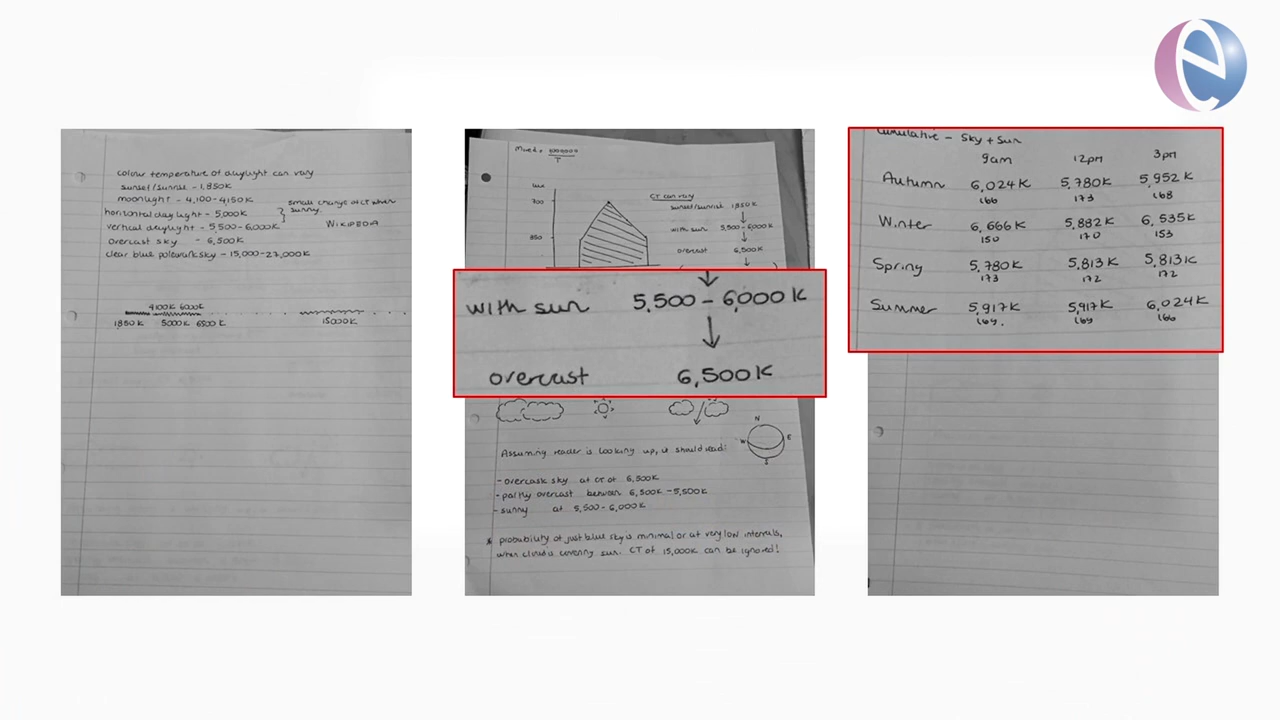 colour temperature of daylight can vary
sunset/sunrise - 1,850K
moonlight - 4,100-4150K
horizontal daylight - 5,000K
vertical daylight - 5,500-6,000K
small change of CT when sunny.
WIKIPEDIA
overcast sky - 6,500K
clear blue poleward sky - 15,000-27,000K
4100K 6000K
1850K 5000K 6500K 15000K
Mired = 1000000
T
700
850
CT can vary
sunset/sunrise 1,850K
with sun 5,500-6,000K
overcast 6,500K
with sun 5,500-6,000K
overcast 6,500K
N
W E
S
Assuming reader is looking up, it should read:
- overcast sky at CT of 6,500K
- partly overcast between 6,500K-5,500K
- sunny at 5,500-6,000K
* probability of just blue sky is minimal or at very low intervals,
when cloud is covering sun. CT of 15,000K can be ignored!
Cumulative - Sky + Sun
9am 12pm 3pm
Autumn 6,024K 5,780K 5,952K
166 173 168
Winter 6,666K 5,882K 6,535K
150 170 153
Spring 5,780K 5,813K 5,813K
173 172 172
Summer 5,917K 5,917K 6,024K
169. 169 166